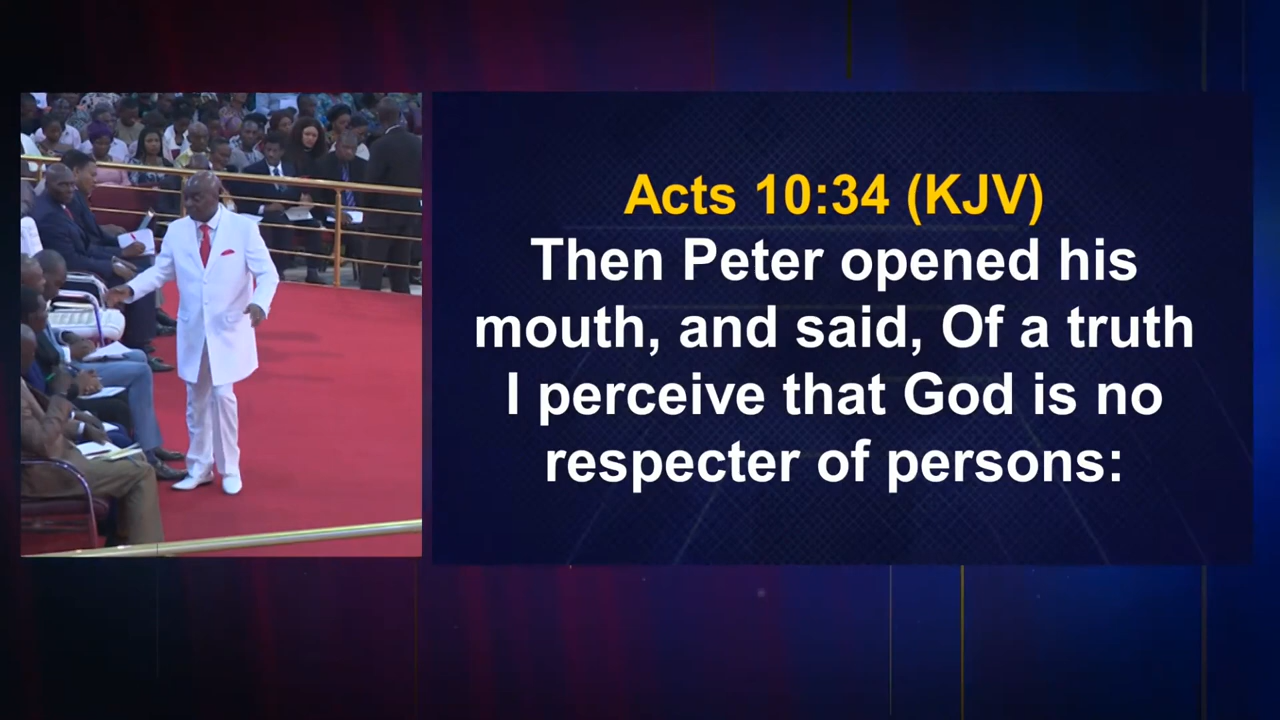 Acts 10:34 (KJV)
Then Peter opened his
mouth, and said, Of a truth
I perceive that God is no
respecter of persons: